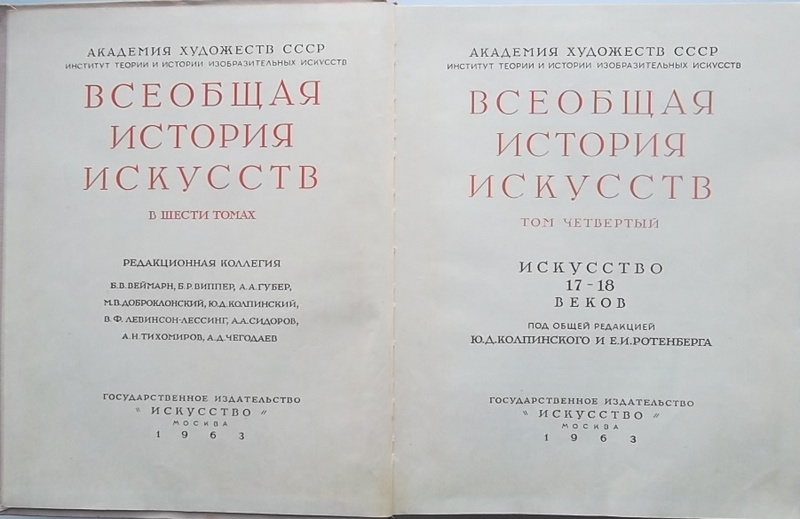 АКАДЕМИЯ ХУДОЖЕСТВ СССР
ИНСТИТУТ ТЕОРИИ И ИСТОРИИ ИЗОБРАЗИТЕЛЬНЫХ ИСКУССТВ
ВСЕОБЩАЯ
ИСТОРИЯ
ИСКУССТВ
В ШЕСТИ ТОМАХ
РЕДАКЦИОННАЯ КОЛЛЕГИЯ
Б.В.ВЕЙМАРН, Б.Р.ВИППЕР, А.А.ГУБЕР,
М.В.ДОБРОКЛОНСКИЙ, Ю.Д.КОЛПИНСКИЙ,
В.Ф.ЛЕВИНСОН-ЛЕССИНГ, А.А.СИДОРОВ,
А.Н.ТИХОМИРОВ, А.Д.ЧЕГОДАЕВ
ГОСУДАРСТВЕННОЕ ИЗДАТЕЛЬСТВО
"ИСКУССТВО"
МОСКВА
1963
АКАДЕМИЯ ХУДОЖЕСТВ СССР
ИНСТИТУТ ТЕОРИИ И ИСТОРИИ ИЗОБРАЗИТЕЛЬНЫХ ИСКУССТВ
ВСЕОБЩАЯ
ИСТОРИЯ
ИСКУССТВ
ТОМ ЧЕТВЕРТЫЙ
ИСКУССТВО
17-18
ВЕКОВ
ПОД ОБЩЕЙ РЕДАКЦИЕЙ
Ю.Д.КОЛПИНСКОГО И Е.И.РОТЕНБЕРГА
ГОСУДАРСТВЕННОЕ ИЗДАТЕЛЬСТВО
"ИСКУССТВО"
МОСКВА
1963